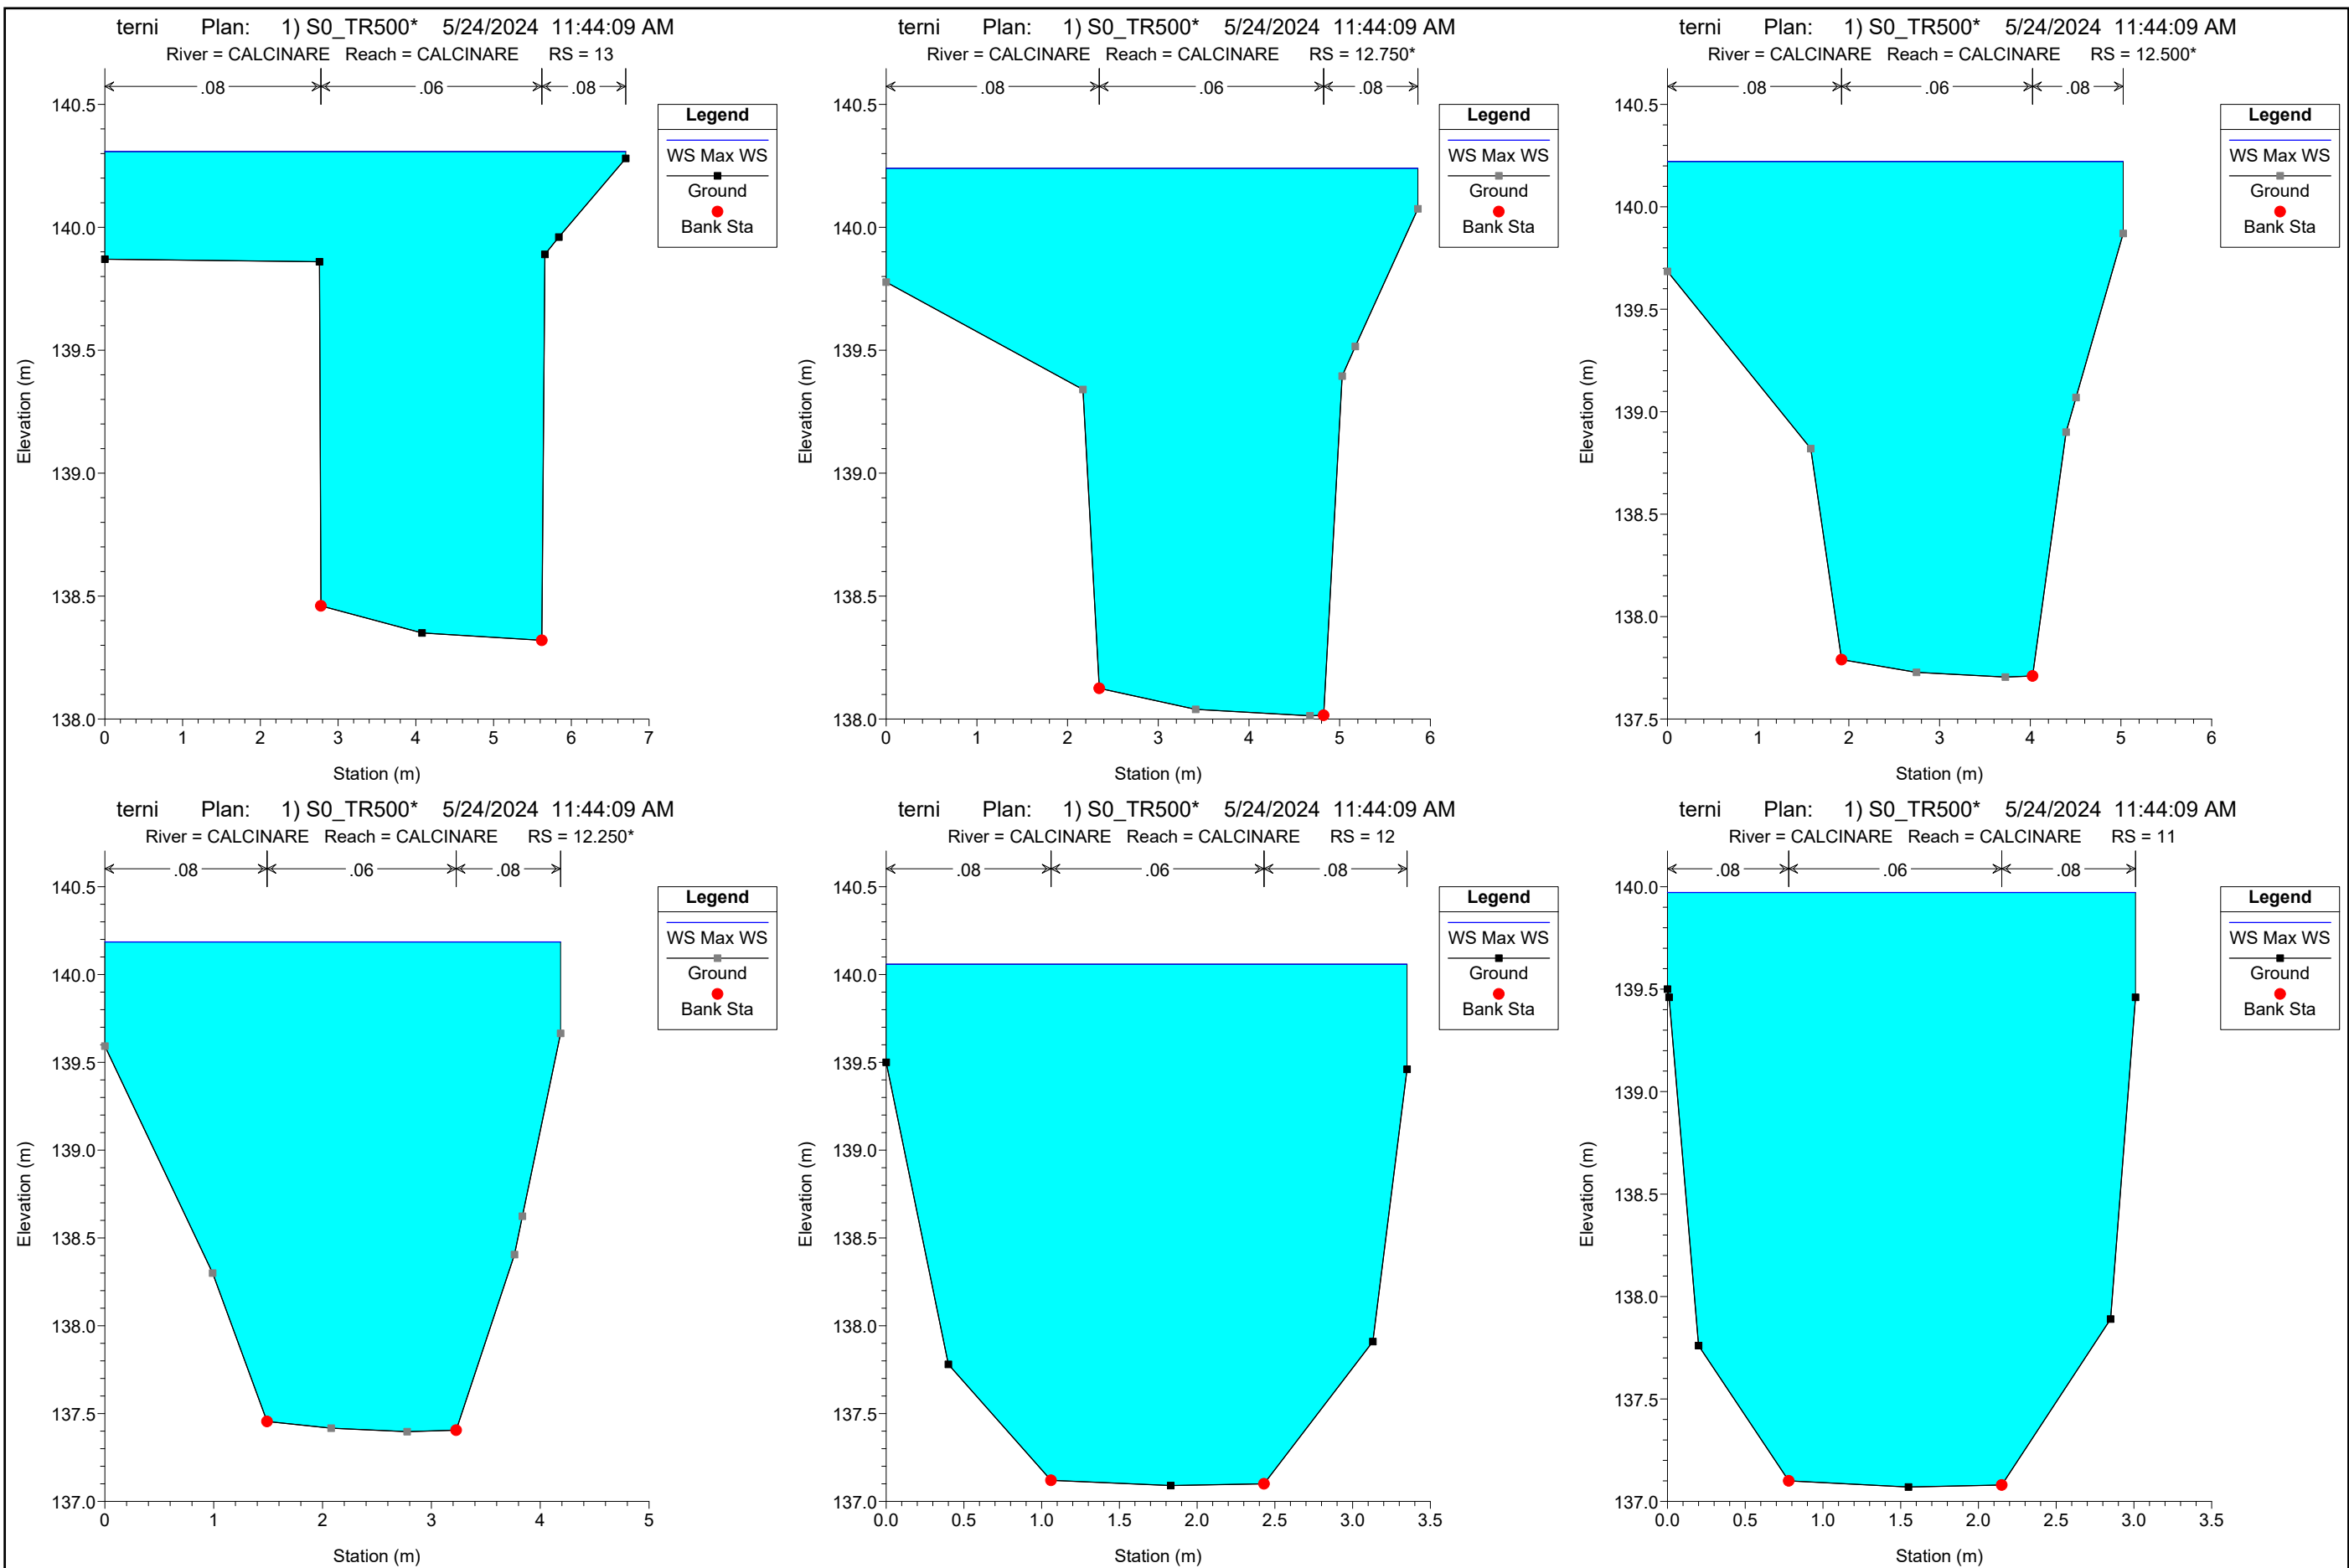 terni Plan: 1) S0_TR500* 5/24/2024 11:44:09 AM
River = CALCINARE Reach = CALCINARE RS = 13
.08 .06 .08
140.5
140.0
139.5
139.0
138.5
138.0
0 1 2 3 4 5 6 7
Station (m)
Elevation (m)
Legend
WS Max WS
Ground
Bank Sta
terni Plan: 1) S0_TR500* 5/24/2024 11:44:09 AM
River = CALCINARE Reach = CALCINARE RS = 12.750*
.08 .06 .08
140.5
140.0
139.5
139.0
138.5
138.0
0 1 2 3 4 5 6
Station (m)
Elevation (m)
Legend
WS Max WS
Ground
Bank Sta
terni Plan: 1) S0_TR500* 5/24/2024 11:44:09 AM
River = CALCINARE Reach = CALCINARE RS = 12.500*
.08 .06 .08
140.5
140.0
139.5
139.0
138.5
138.0
137.5
0 1 2 3 4 5 6
Station (m)
Elevation (m)
Legend
WS Max WS
Ground
Bank Sta
terni Plan: 1) S0_TR500* 5/24/2024 11:44:09 AM
River = CALCINARE Reach = CALCINARE RS = 12.250*
.08 .06 .08
140.5
140.0
139.5
139.0
138.5
138.0
137.5
137.0
0 1 2 3 4 5
Station (m)
Elevation (m)
Legend
WS Max WS
Ground
Bank Sta
terni Plan: 1) S0_TR500* 5/24/2024 11:44:09 AM
River = CALCINARE Reach = CALCINARE RS = 12
.08 .06 .08
140.5
140.0
139.5
139.0
138.5
138.0
137.5
137.0
0.0 0.5 1.0 1.5 2.0 2.5 3.0 3.5
Station (m)
Elevation (m)
Legend
WS Max WS
Ground
Bank Sta
terni Plan: 1) S0_TR500* 5/24/2024 11:44:09 AM
River = CALCINARE Reach = CALCINARE RS = 11
.08 .06 .08
140.0
139.5
139.0
138.5
138.0
137.5
137.0
0.0 0.5 1.0 1.5 2.0 2.5 3.0 3.5
Station (m)
Elevation (m)
Legend
WS Max WS
Ground
Bank Sta